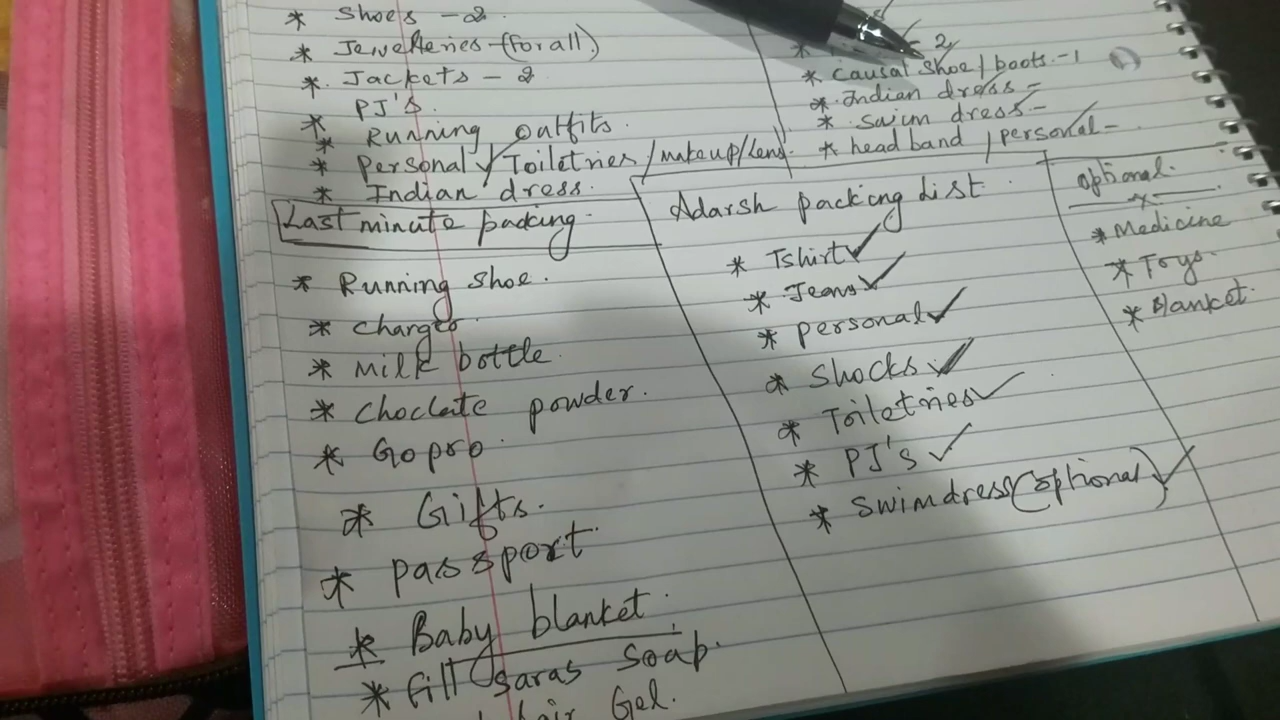 * Shoes - 2.
* Jewelleries - (for all)
* Jackets - 2
* PJ's.
* Running outfits.
* Personal ✓ Toiletries / makeup / Lens.
* Indian dress.
2
* causal shoe / boots. - 1
* Indian dress -
* Swim dress -
* head band / personal -
Last minute packing
* Running shoe.
* charger.
* Milk bottle
* Choclate powder.
* Gopro
* Gifts.
* Passport
* Baby blanket.
* Fill saras soap.
hair Gel.
Adarsh packing List
* Tshirt ✓
* Jeans ✓
* personal ✓
* Shocks ✓
* Toiletries ✓
* PJ's ✓
* Swimdress (optional) ✓
optional.
* Medicine
* Toys.
* Blanket.